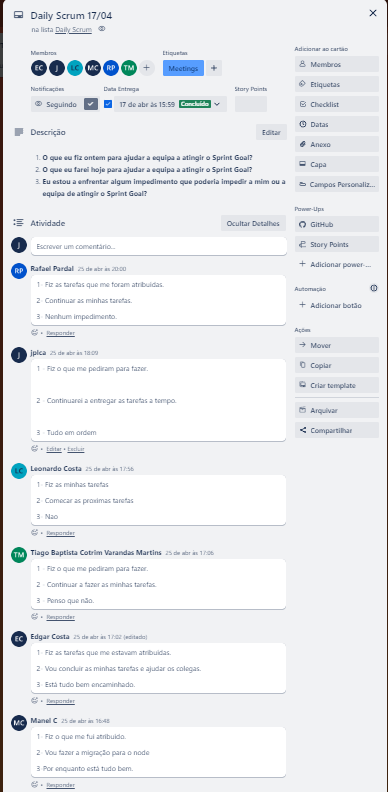 Daily Scrum 17/04
na lista Daily Scrum
Membros
EC J LC MC RP TM +
Etiquetas
Meetings +
Notificações
Seguindo
Data Entrega
17 de abr às 15:59 Concluído
Story Points
Descrição
Editar
1. O que eu fiz ontem para ajudar a equipa a atingir o Sprint Goal?
2. O que eu farei hoje para ajudar a equipa a atingir o Sprint Goal?
3. Eu estou a enfrentar algum impedimento que poderia impedir a mim ou a
equipa de atingir o Sprint Goal?
Atividade
Ocultar Detalhes
J
Escrever um comentário...
RP
Rafael Pardal 25 de abr às 20:00
1 - Fiz as tarefas que me foram atribuídas.
2 - Continuar as minhas tarefas.
3 - Nenhum impedimento.
• Responder
J
jplca 25 de abr às 18:09
1 - Fiz o que me pediram para fazer.
2 - Continuarei a entregar as tarefas a tempo.
3 - Tudo em ordem
• Editar • Excluir
LC
Leonardo Costa 25 de abr às 17:56
1 - Fiz as minhas tarefas
2 - Comecar as proximas tarefas
3 - Nao
• Responder
TM
Tiago Baptista Cotrim Varandas Martins 25 de abr às 17:06
1 - Fiz o que me pediram para fazer.
2 - Continuar a fazer as minhas tarefas.
3 - Penso que não.
• Responder
EC
Edgar Costa 25 de abr às 17:02 (editado)
1 - Fiz as tarefas que me estavam atribuídas.
2 - Vou concluir as minhas tarefas e ajudar os colegas.
3 - Está tudo bem encaminhado.
• Responder
MC
Manel C 25 de abr às 16:48
1 - Fiz o que me fui atribuido.
2 - Vou fazer a migração para o node
3 -Por enquanto está tudo bem.
• Responder
Adicionar ao cartão
Membros
Etiquetas
Checklist
Datas
Anexo
Capa
Campos Personaliz...
Power-Ups
GitHub
Story Points
+ Adicionar power-...
Automação
+ Adicionar botão
Ações
Mover
Copiar
Criar template
Arquivar
Compartilhar